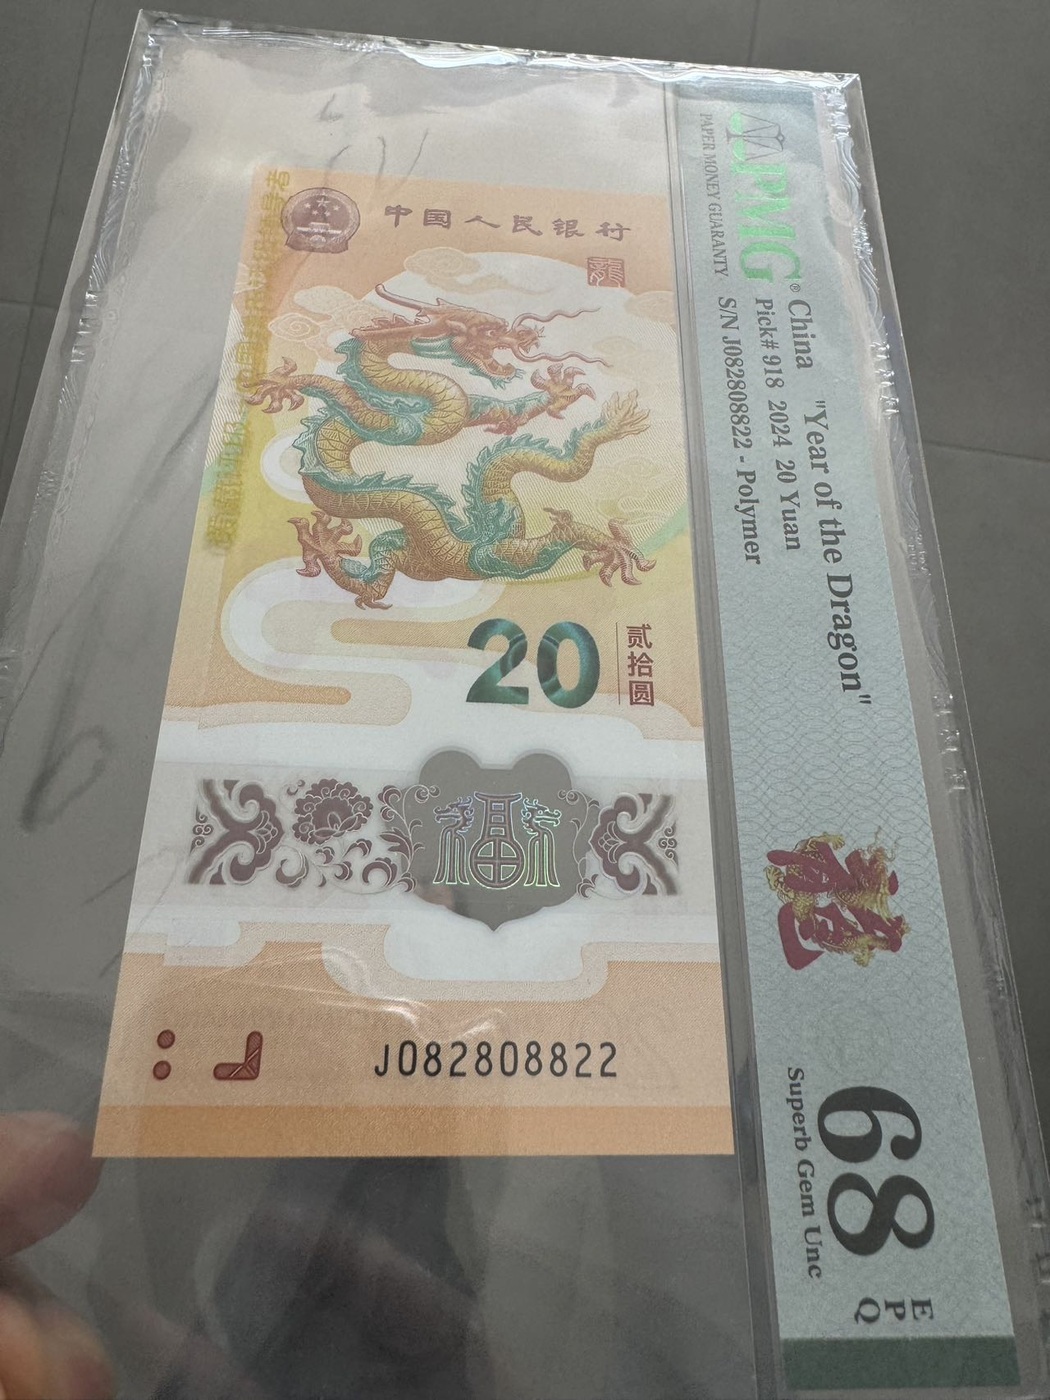 中国人民银行
20
贰拾圆
福
J082808822
PMG
PAPER MONEY GUARANTY
China "Year of the Dragon"
Pick# 918 2024 20 Yuan
S/N J082808822 - Polymer
68
Superb Gem Unc
EPQ